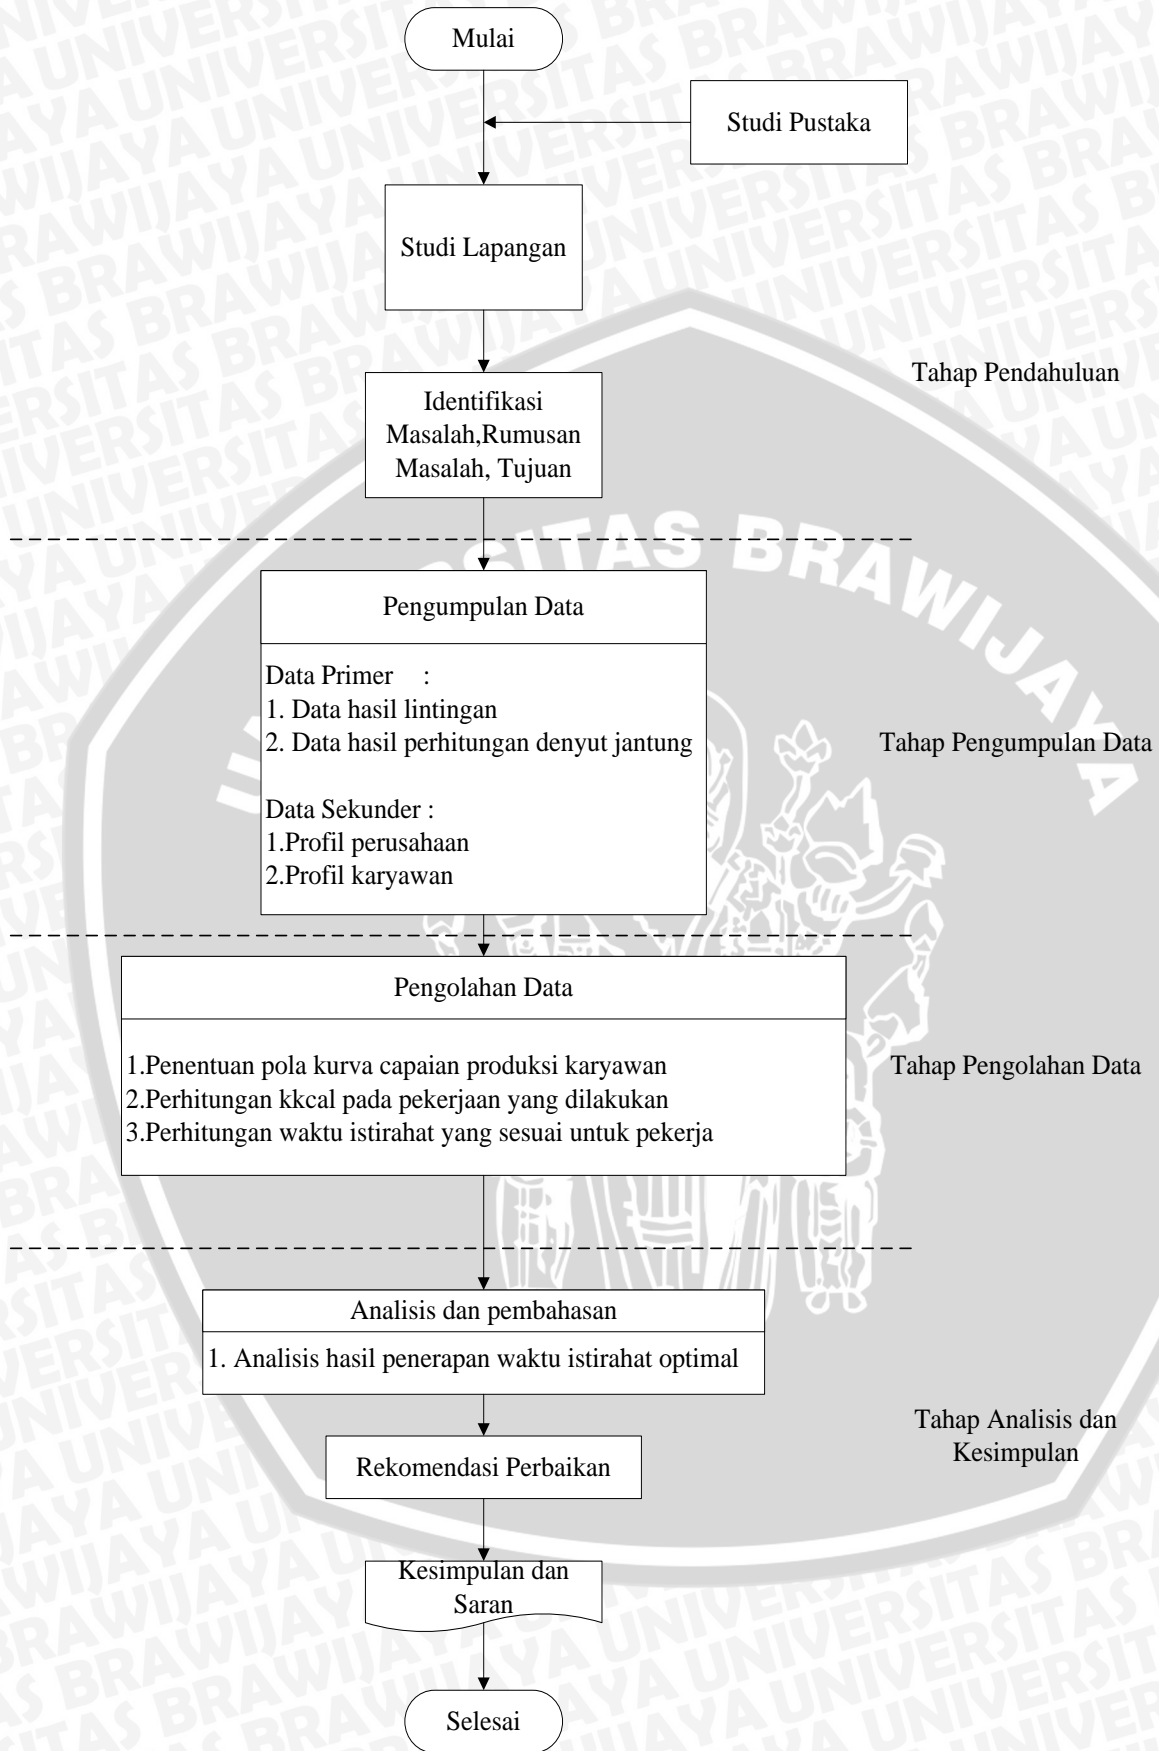 Mulai
Studi Pustaka
Studi Lapangan
Tahap Pendahuluan
Identifikasi
Masalah,Rumusan
Masalah, Tujuan
Pengumpulan Data
Data Primer :
1. Data hasil lintingan
2. Data hasil perhitungan denyut jantung
Tahap Pengumpulan Data
Data Sekunder :
1.Profil perusahaan
2.Profil karyawan
Pengolahan Data
1.Penentuan pola kurva capaian produksi karyawan
2.Perhitungan kkcal pada pekerjaan yang dilakukan
3.Perhitungan waktu istirahat yang sesuai untuk pekerja
Tahap Pengolahan Data
Analisis dan pembahasan
1. Analisis hasil penerapan waktu istirahat optimal
Tahap Analisis dan
Kesimpulan
Rekomendasi Perbaikan
Kesimpulan dan
Saran
Selesai
SITAS BRAWIJAYA